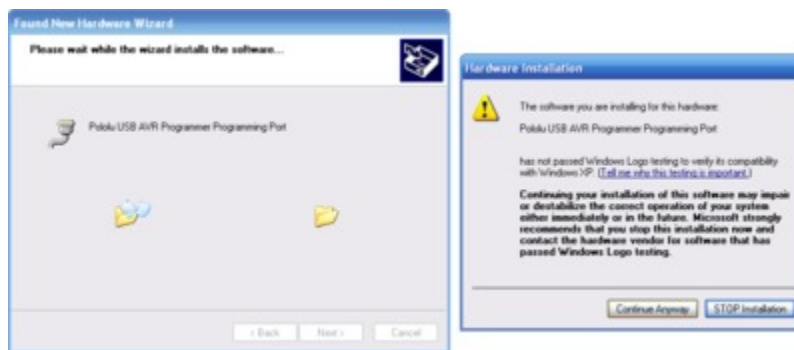 Found New Hardware Wizard
Please wait while the wizard installs the software...
Pololu USB AVR Programmer Programming Port
< Back
Next >
Cancel
Hardware Installation
The software you are installing for this hardware:
Pololu USB AVR Programmer Programming Port
has not passed Windows Logo testing to verify its compatibility
with Windows XP. (Tell me why this testing is important.)
Continuing your installation of this software may impair
or destabilize the correct operation of your system
either immediately or in the future. Microsoft strongly
recommends that you stop this installation now and
contact the hardware vendor for software that has
passed Windows Logo testing.
Continue Anyway
STOP Installation